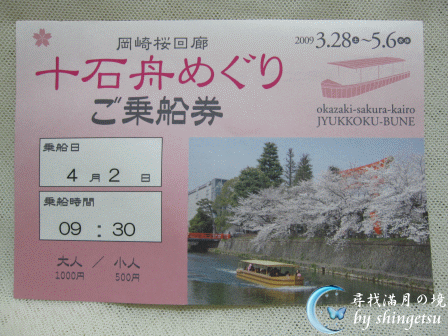 岡崎桜回廊
十石舟めぐり
ご乗船券
2009 3.28㊏~5.6
okazaki-sakura-kairo
JYUKKOKU-BUNE
乗船日
4月2日
乗船時間
09:30
大人／小人
1000円 500円
尋找滿月の境
by shingetsu